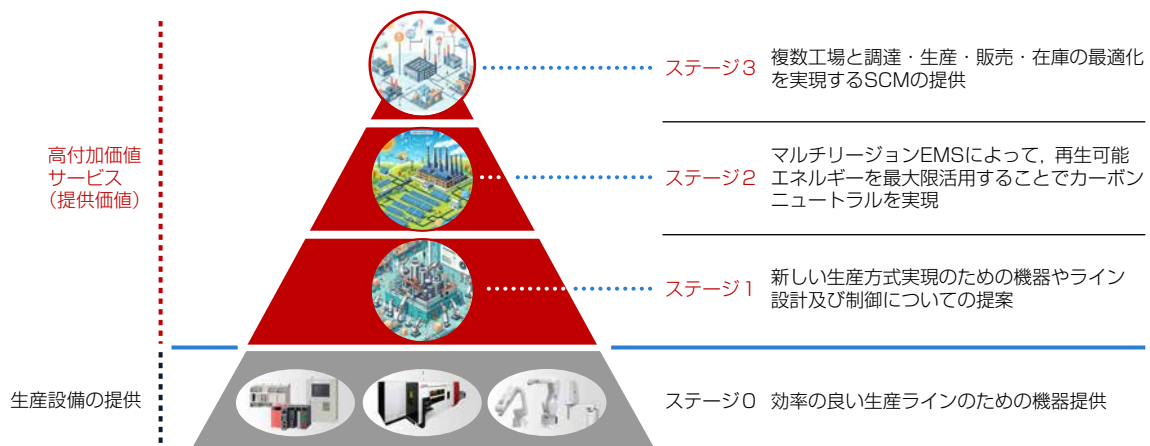 ステージ3
複数工場と調達・生産・販売・在庫の最適化
を実現するSCMの提供
高付加価値
サービス
(提供価値)
ステージ2
マルチリージョンEMSによって, 再生可能
エネルギーを最大限活用することでカーボン
ニュートラルを実現
ステージ1
新しい生産方式実現のための機器やライン
設計及び制御についての提案
生産設備の提供
ステージ0
効率の良い生産ラインのための機器提供